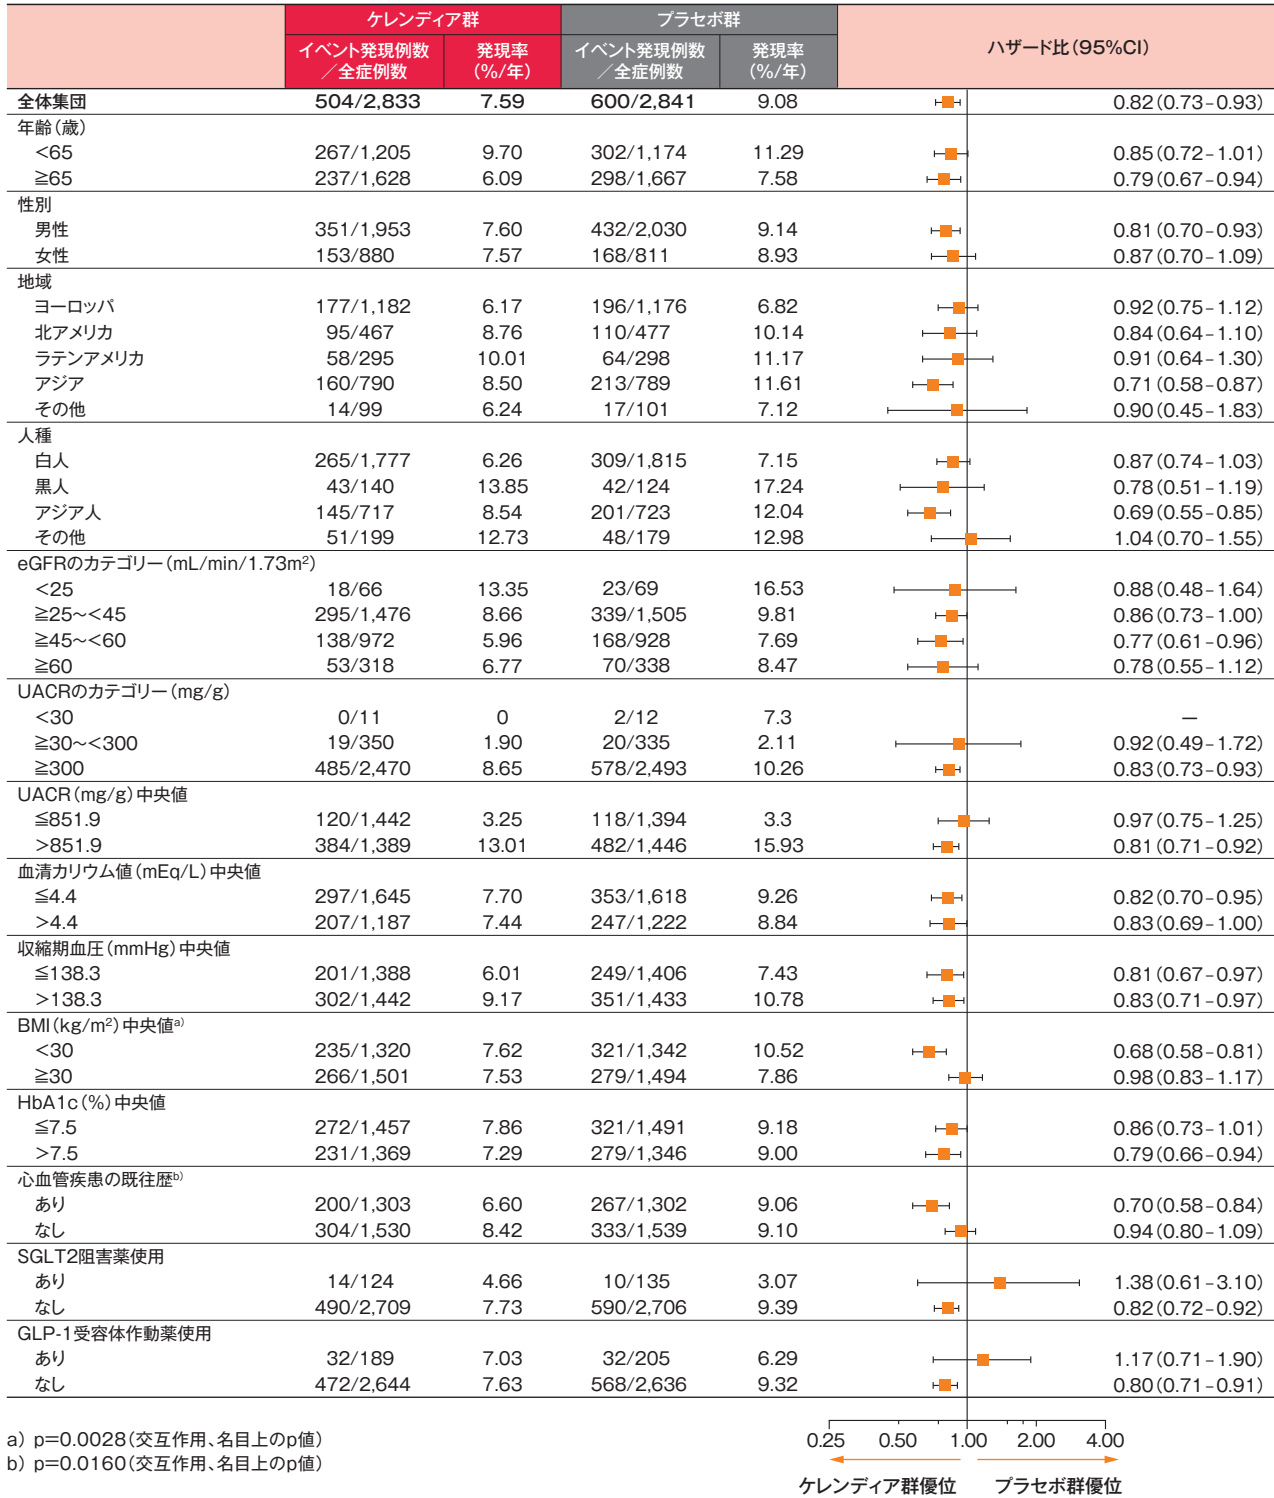 ケレンディア群 プラセボ群 ハザード比(95%CI)
イベント発現例数／全症例数 発現率(%/年) イベント発現例数／全症例数 発現率(%/年)
全体集団 504/2,833 7.59 600/2,841 9.08 0.82(0.73–0.93)
年齢(歳)
<65 267/1,205 9.70 302/1,174 11.29 0.85(0.72–1.01)
≧65 237/1,628 6.09 298/1,667 7.58 0.79(0.67–0.94)
性別
男性 351/1,953 7.60 432/2,030 9.14 0.81(0.70–0.93)
女性 153/880 7.57 168/811 8.93 0.87(0.70–1.09)
地域
ヨーロッパ 177/1,182 6.17 196/1,176 6.82 0.92(0.75–1.12)
北アメリカ 95/467 8.76 110/477 10.14 0.84(0.64–1.10)
ラテンアメリカ 58/295 10.01 64/298 11.17 0.91(0.64–1.30)
アジア 160/790 8.50 213/789 11.61 0.71(0.58–0.87)
その他 14/99 6.24 17/101 7.12 0.90(0.45–1.83)
人種
白人 265/1,777 6.26 309/1,815 7.15 0.87(0.74–1.03)
黒人 43/140 13.85 42/124 17.24 0.78(0.51–1.19)
アジア人 145/717 8.54 201/723 12.04 0.69(0.55–0.85)
その他 51/199 12.73 48/179 12.98 1.04(0.70–1.55)
eGFRのカテゴリー(mL/min/1.73m²)
<25 18/66 13.35 23/69 16.53 0.88(0.48–1.64)
≧25～<45 295/1,476 8.66 339/1,505 9.81 0.86(0.73–1.00)
≧45～<60 138/972 5.96 168/928 7.69 0.77(0.61–0.96)
≧60 53/318 6.77 70/338 8.47 0.78(0.55–1.12)
UACRのカテゴリー(mg/g)
<30 0/11 0 2/12 7.3 —
≧30～<300 19/350 1.90 20/335 2.11 0.92(0.49–1.72)
≧300 485/2,470 8.65 578/2,493 10.26 0.83(0.73–0.93)
UACR(mg/g)中央値
≦851.9 120/1,442 3.25 118/1,394 3.3 0.97(0.75–1.25)
>851.9 384/1,389 13.01 482/1,446 15.93 0.81(0.71–0.92)
血清カリウム値(mEq/L)中央値
≦4.4 297/1,645 7.70 353/1,618 9.26 0.82(0.70–0.95)
>4.4 207/1,187 7.44 247/1,222 8.84 0.83(0.69–1.00)
収縮期血圧(mmHg)中央値
≦138.3 201/1,388 6.01 249/1,406 7.43 0.81(0.67–0.97)
>138.3 302/1,442 9.17 351/1,433 10.78 0.83(0.71–0.97)
BMI(kg/m²)中央値a)
<30 235/1,320 7.62 321/1,342 10.52 0.68(0.58–0.81)
≧30 266/1,501 7.53 279/1,494 7.86 0.98(0.83–1.17)
HbA1c(%)中央値
≦7.5 272/1,457 7.86 321/1,491 9.18 0.86(0.73–1.01)
>7.5 231/1,369 7.29 279/1,346 9.00 0.79(0.66–0.94)
心血管疾患の既往歴b)
あり 200/1,303 6.60 267/1,302 9.06 0.70(0.58–0.84)
なし 304/1,530 8.42 333/1,539 9.10 0.94(0.80–1.09)
SGLT2阻害薬使用
あり 14/124 4.66 10/135 3.07 1.38(0.61–3.10)
なし 490/2,709 7.73 590/2,706 9.39 0.82(0.72–0.92)
GLP-1受容体作動薬使用
あり 32/189 7.03 32/205 6.29 1.17(0.71–1.90)
なし 472/2,644 7.63 568/2,636 9.32 0.80(0.71–0.91)
0.25 0.50 1.00 2.00 4.00
ケレンディア群優位 プラセボ群優位
a) p=0.0028(交互作用、名目上のp値)
b) p=0.0160(交互作用、名目上のp値)